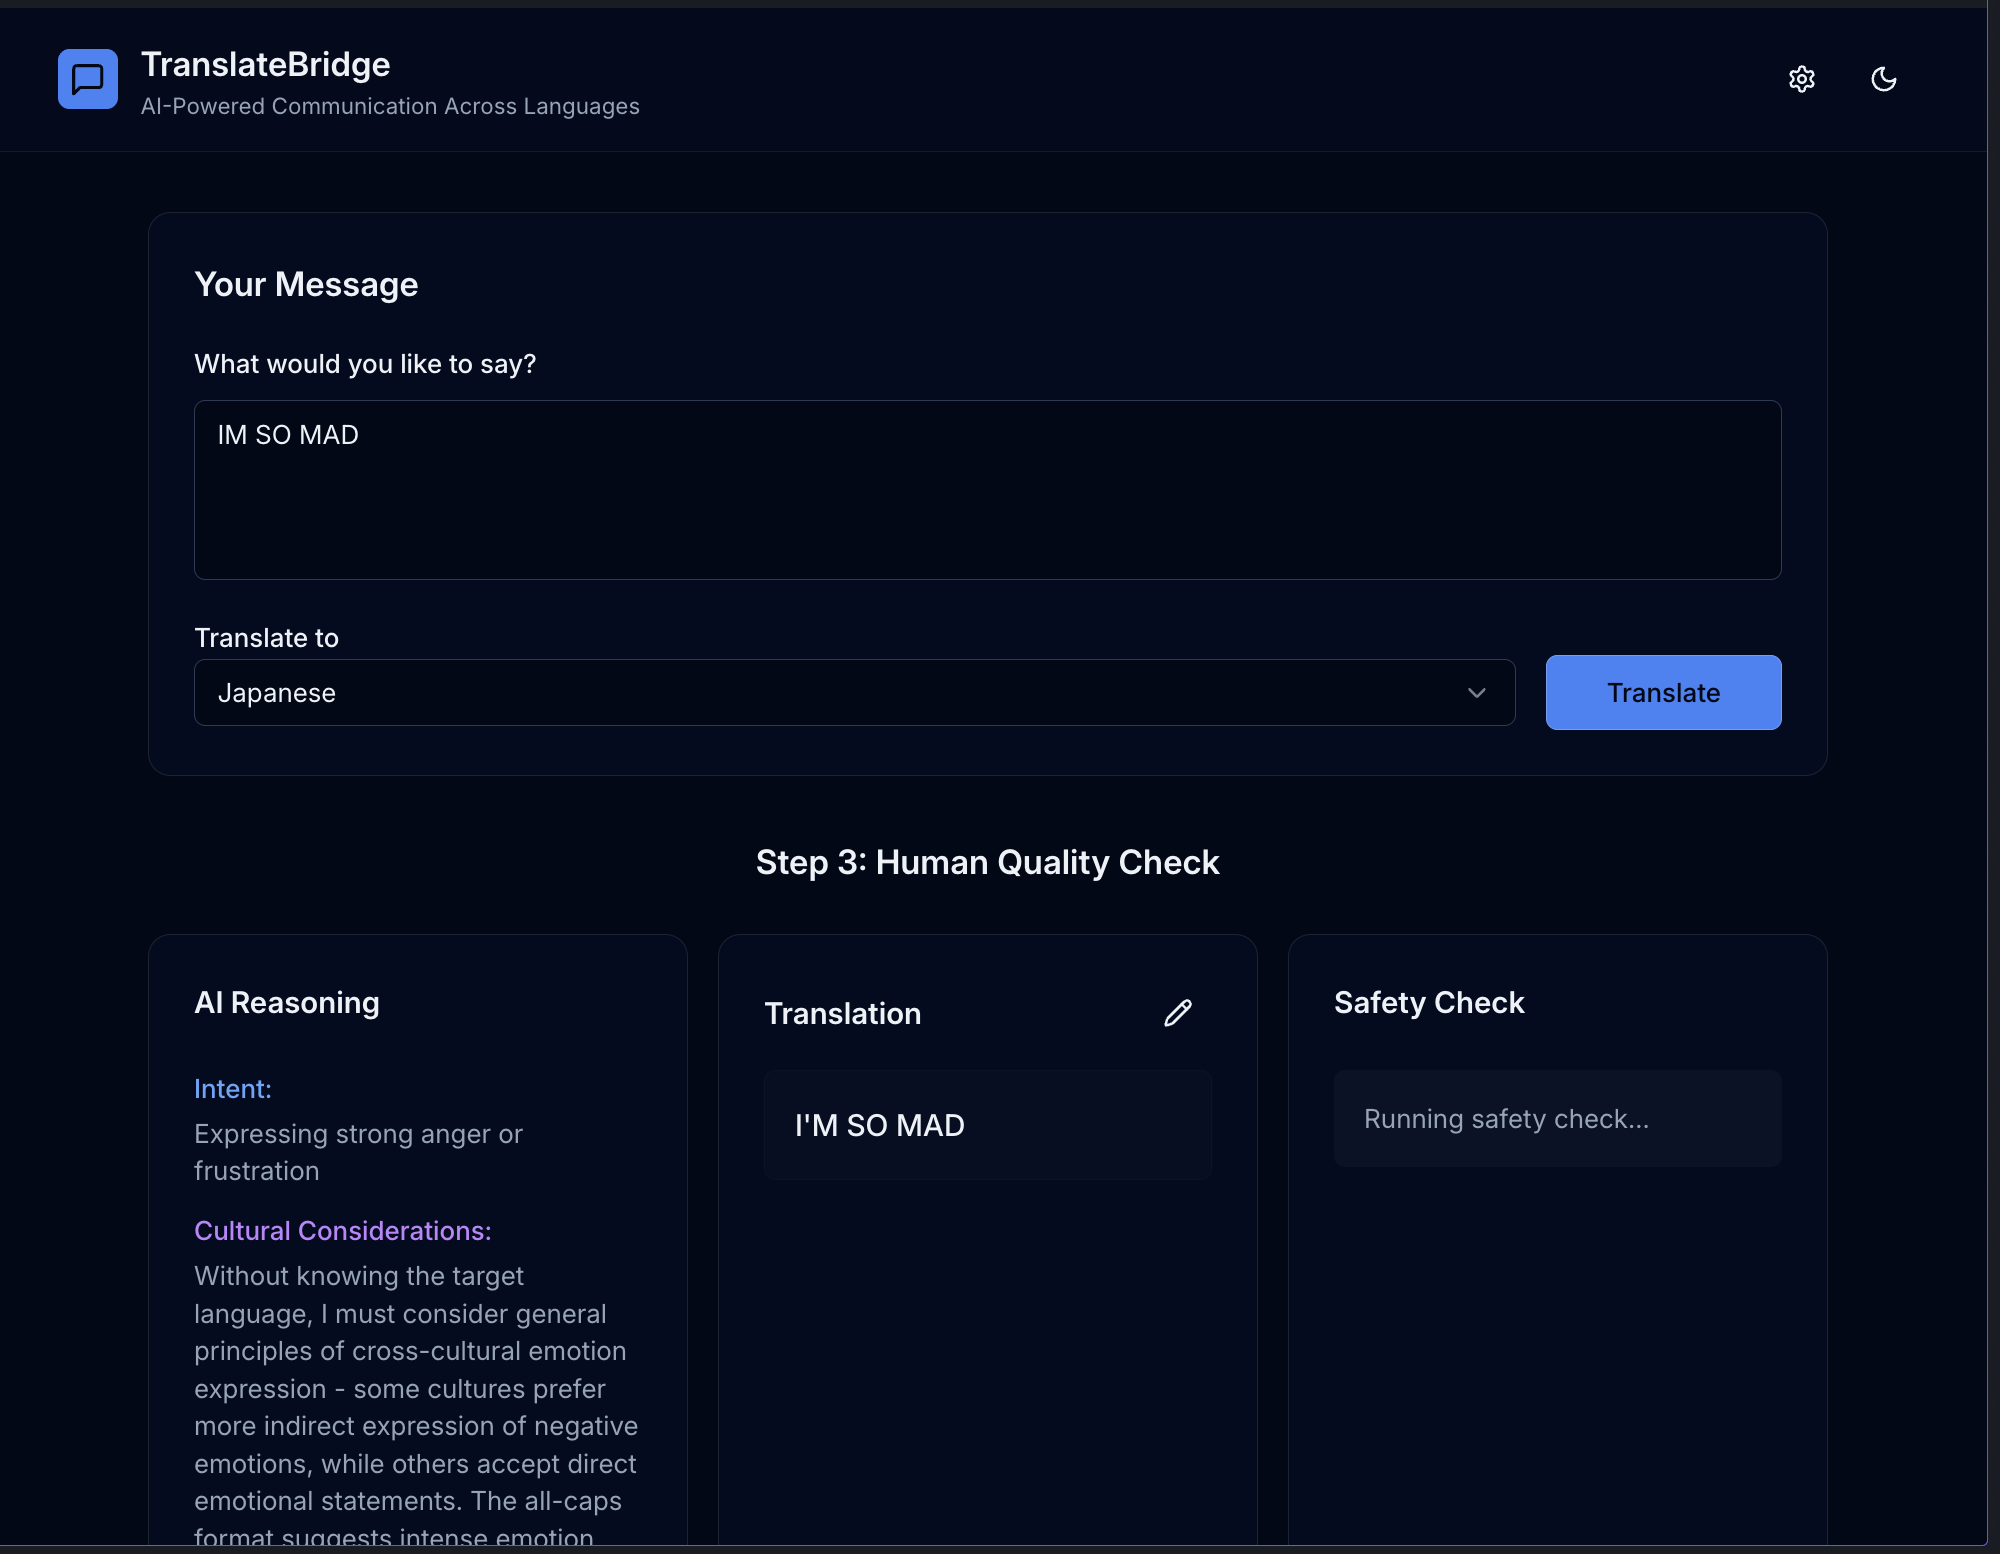 TranslateBridge
AI-Powered Communication Across Languages
Your Message
What would you like to say?
IM SO MAD
Translate to
Japanese
Translate
Step 3: Human Quality Check
AI Reasoning
Intent:
Expressing strong anger or
frustration
Cultural Considerations:
Without knowing the target
language, I must consider general
principles of cross-cultural emotion
expression - some cultures prefer
more indirect expression of negative
emotions, while others accept direct
emotional statements. The all-caps
format suggests intense emotion
Translation
I'M SO MAD
Safety Check
Running safety check...